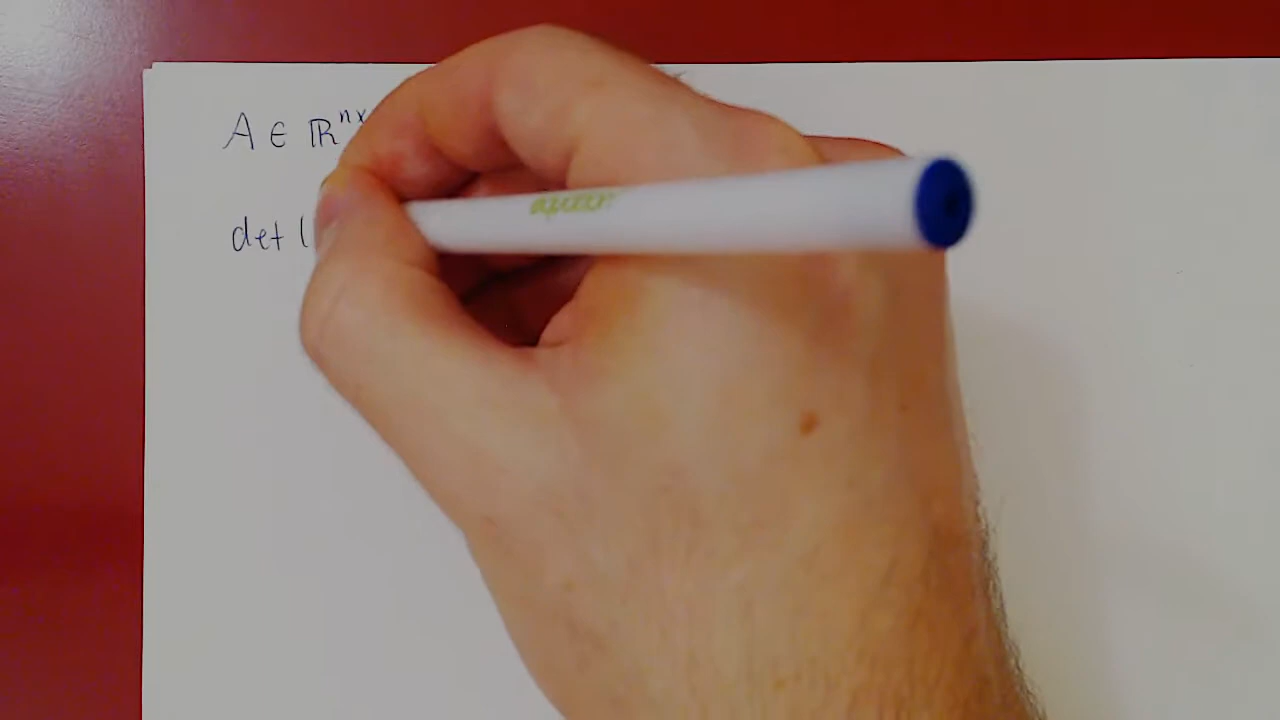 A ∈ ℝⁿˣ
det (